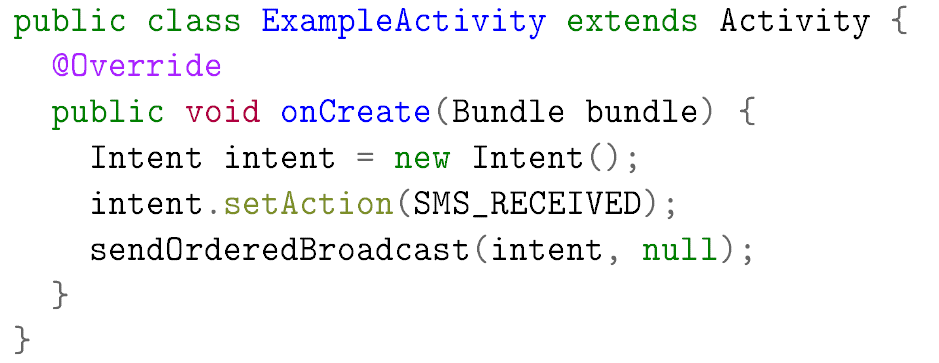 public class ExampleActivity extends Activity {
  @Override
  public void onCreate(Bundle bundle) {
    Intent intent = new Intent();
    intent.setAction(SMS_RECEIVED);
    sendOrderedBroadcast(intent, null);
  }
}